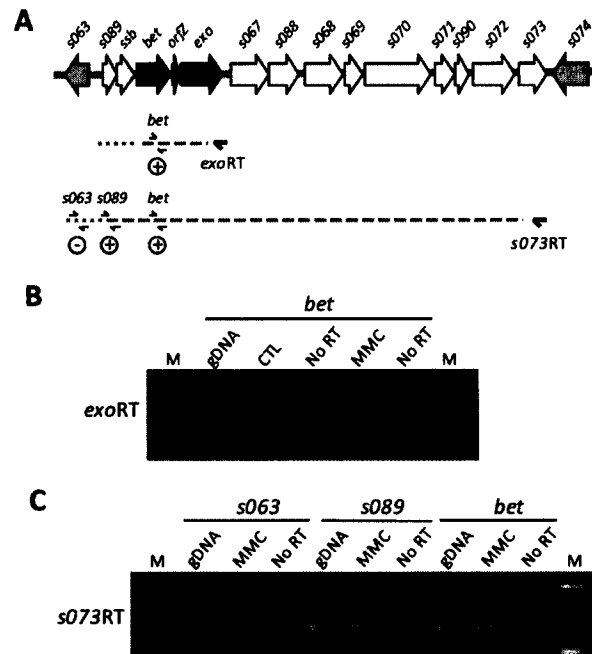 A
s063 s089 ssb bet orfZ exo s067 s088 s068 s069 s070 s071 s090 s072 s073 s074
bet
+
exoRT
s063 s089 bet
- + +
s073RT
B
bet
M gDNA CTL No RT MMC No RT M
exoRT
C
s063 s089 bet
M gDNA MMC No RT gDNA MMC No RT gDNA MMC No RT M
s073RT